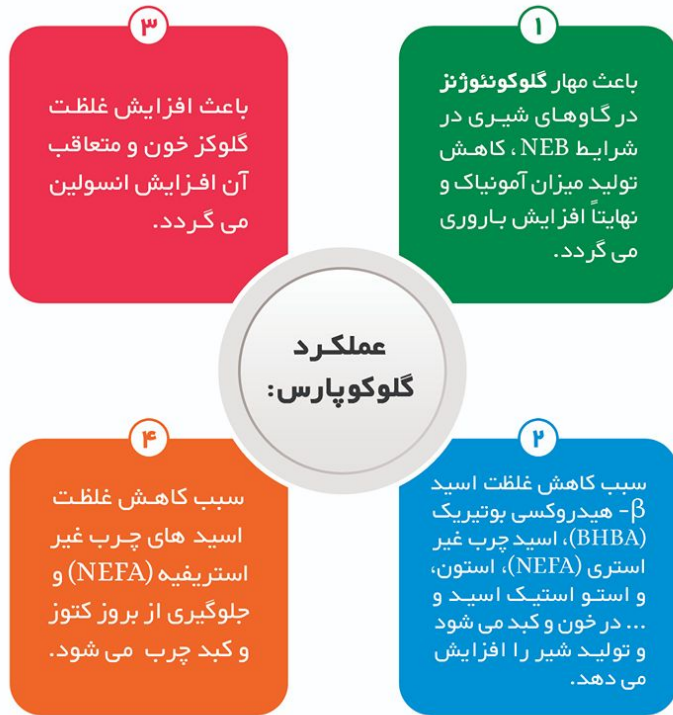 عملکرد
گلوکوپارس:
۱
باعث مهار گلوکونئوژنز
در گاوهای شیری در
شرایط NEB، کاهش
تولید میزان آمونیاک و
نهایتاً افزایش باروری
می گردد.
۲
سبب کاهش غلظت اسید
β- هیدروکسی بوتیریک
(BHBA)، اسید چرب غیر
استری (NEFA)، استون،
و استو استیک اسید و
... در خون و کبد می شود
و تولید شیر را افزایش
می دهد.
۳
باعث افزایش غلظت
گلوکز خون و متعاقب
آن افزایش انسولین
می گردد.
۴
سبب کاهش غلظت
اسید های چرب غیر
استریفیه (NEFA) و
جلوگیری از بروز کتوز
و کبد چرب می شود.